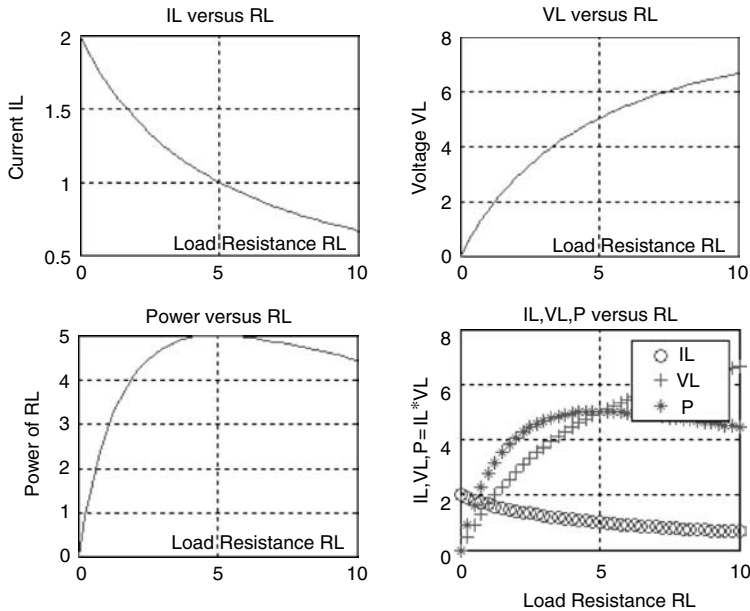 IL versus RL
2
1.5
1
0.5
0
5
10
Current IL
Load Resistance RL
VL versus RL
8
6
4
2
0
0
5
10
Voltage VL
Load Resistance RL
Power versus RL
5
4
3
2
1
0
0
5
10
Power of RL
Load Resistance RL
IL,VL,P versus RL
8
6
4
2
0
0
5
10
IL,VL,P=IL*VL
Load Resistance RL
IL
VL
P